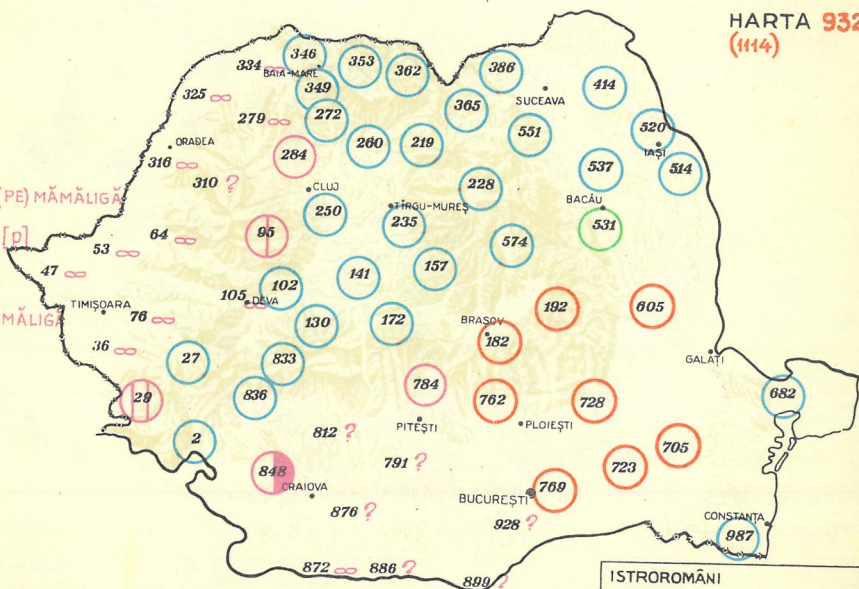 HARTA 932
(1114)
346
353
362
386
334 ∞
BAIA-MARE
349
325 ∞
365
SUCEAVA
414
279 ∞
272
ORADEA
260
219
551
520
IAȘI
316 ∞
284
537
514
310 ?
CLUJ
228
(PE) MĂMĂLIGĂ
250
TÎRGU-MUREȘ
BACĂU
[p]
64 ∞
95
235
531
53 ∞
574
47 ∞
141
157
105 ∞
DEVA
102
TIMIȘOARA
76 ∞
130
172
BRAȘOV
192
605
MĂLIGĂ
182
36 ∞
27
833
GALAȚI
29
836
784
762
728
682
2
812 ?
PITEȘTI
PLOIEȘTI
705
848
791 ?
723
CRAIOVA
BUCUREȘTI
769
876 ?
928 ?
CONSTANȚA
987
872 ∞
886 ?
899 ?
ISTROROMÂNI